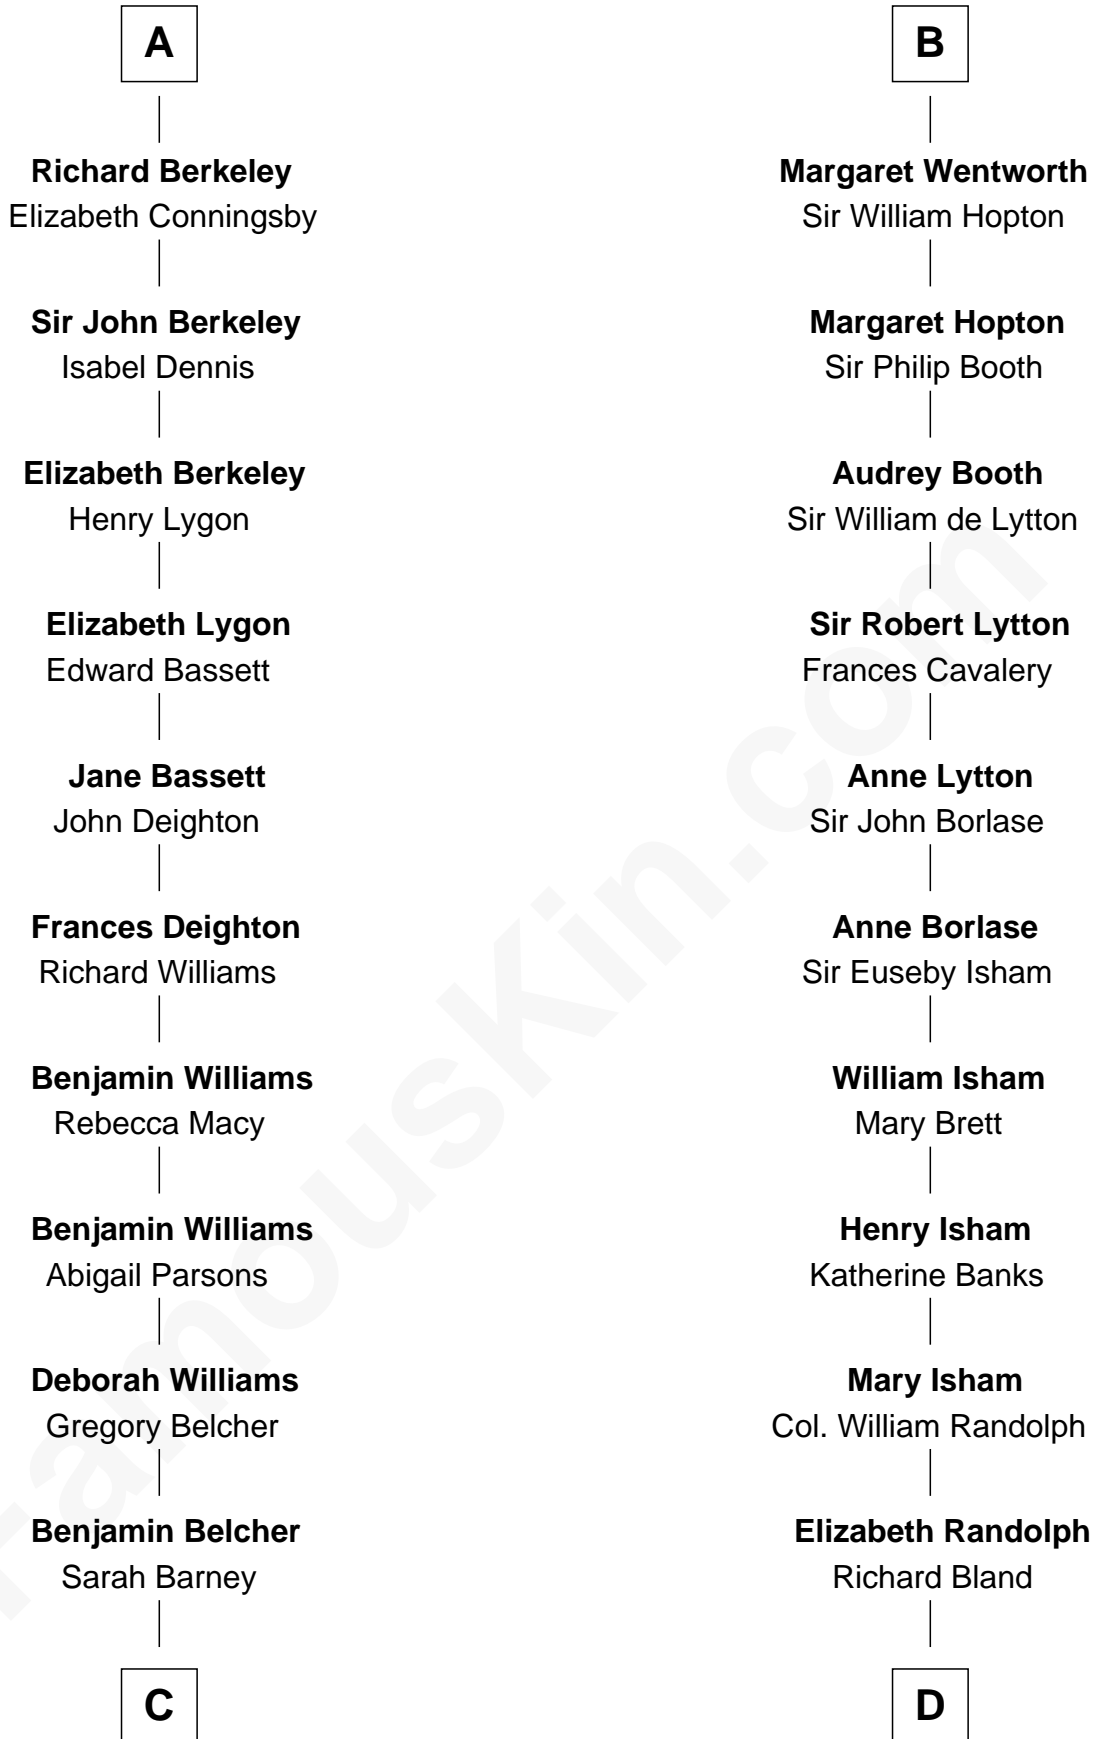 A
Richard Berkeley
Elizabeth Conningsby
Sir John Berkeley
Isabel Dennis
Elizabeth Berkeley
Henry Lygon
Elizabeth Lygon
Edward Bassett
Jane Bassett
John Deighton
Frances Deighton
Richard Williams
Benjamin Williams
Rebecca Macy
Benjamin Williams
Abigail Parsons
Deborah Williams
Gregory Belcher
Benjamin Belcher
Sarah Barney
C
B
Margaret Wentworth
Sir William Hopton
Margaret Hopton
Sir Philip Booth
Audrey Booth
Sir William de Lytton
Sir Robert Lytton
Frances Cavalery
Anne Lytton
Sir John Borlase
Anne Borlase
Sir Euseby Isham
William Isham
Mary Brett
Henry Isham
Katherine Banks
Mary Isham
Col. William Randolph
Elizabeth Randolph
Richard Bland
D
FamousKin.com